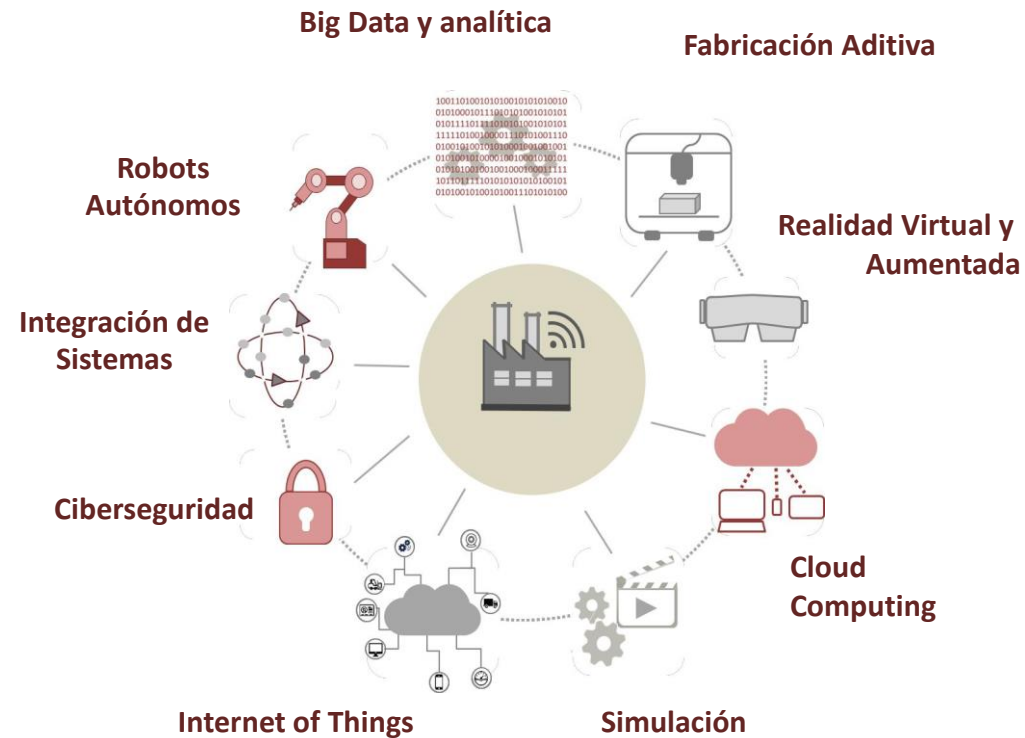 Big Data y analítica
Fabricación Aditiva
Robots
Autónomos
Realidad Virtual y
Aumentada
Integración de
Sistemas
Ciberseguridad
Cloud
Computing
Internet of Things
Simulación